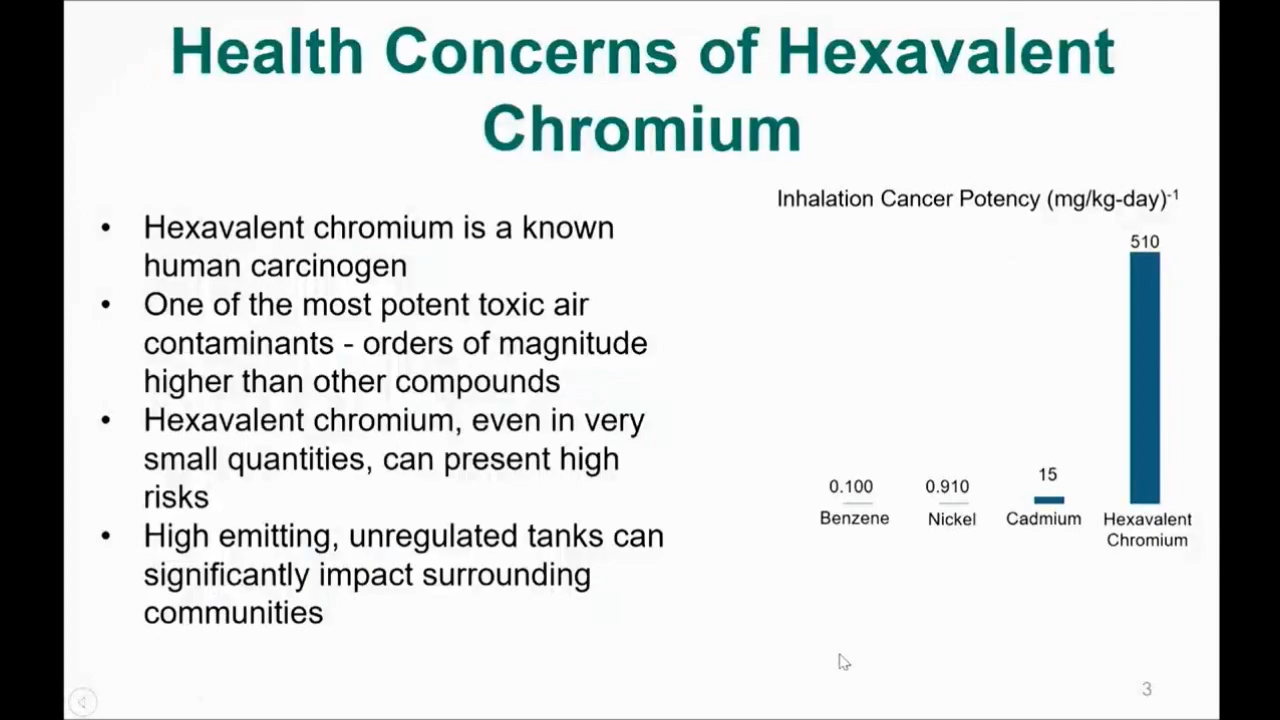 Health Concerns of Hexavalent
Chromium
• Hexavalent chromium is a known
human carcinogen
• One of the most potent toxic air
contaminants - orders of magnitude
higher than other compounds
• Hexavalent chromium, even in very
small quantities, can present high
risks
• High emitting, unregulated tanks can
significantly impact surrounding
communities
Inhalation Cancer Potency (mg/kg-day)⁻¹
510
15
0.100
0.910
Benzene
Nickel
Cadmium
Hexavalent
Chromium
3